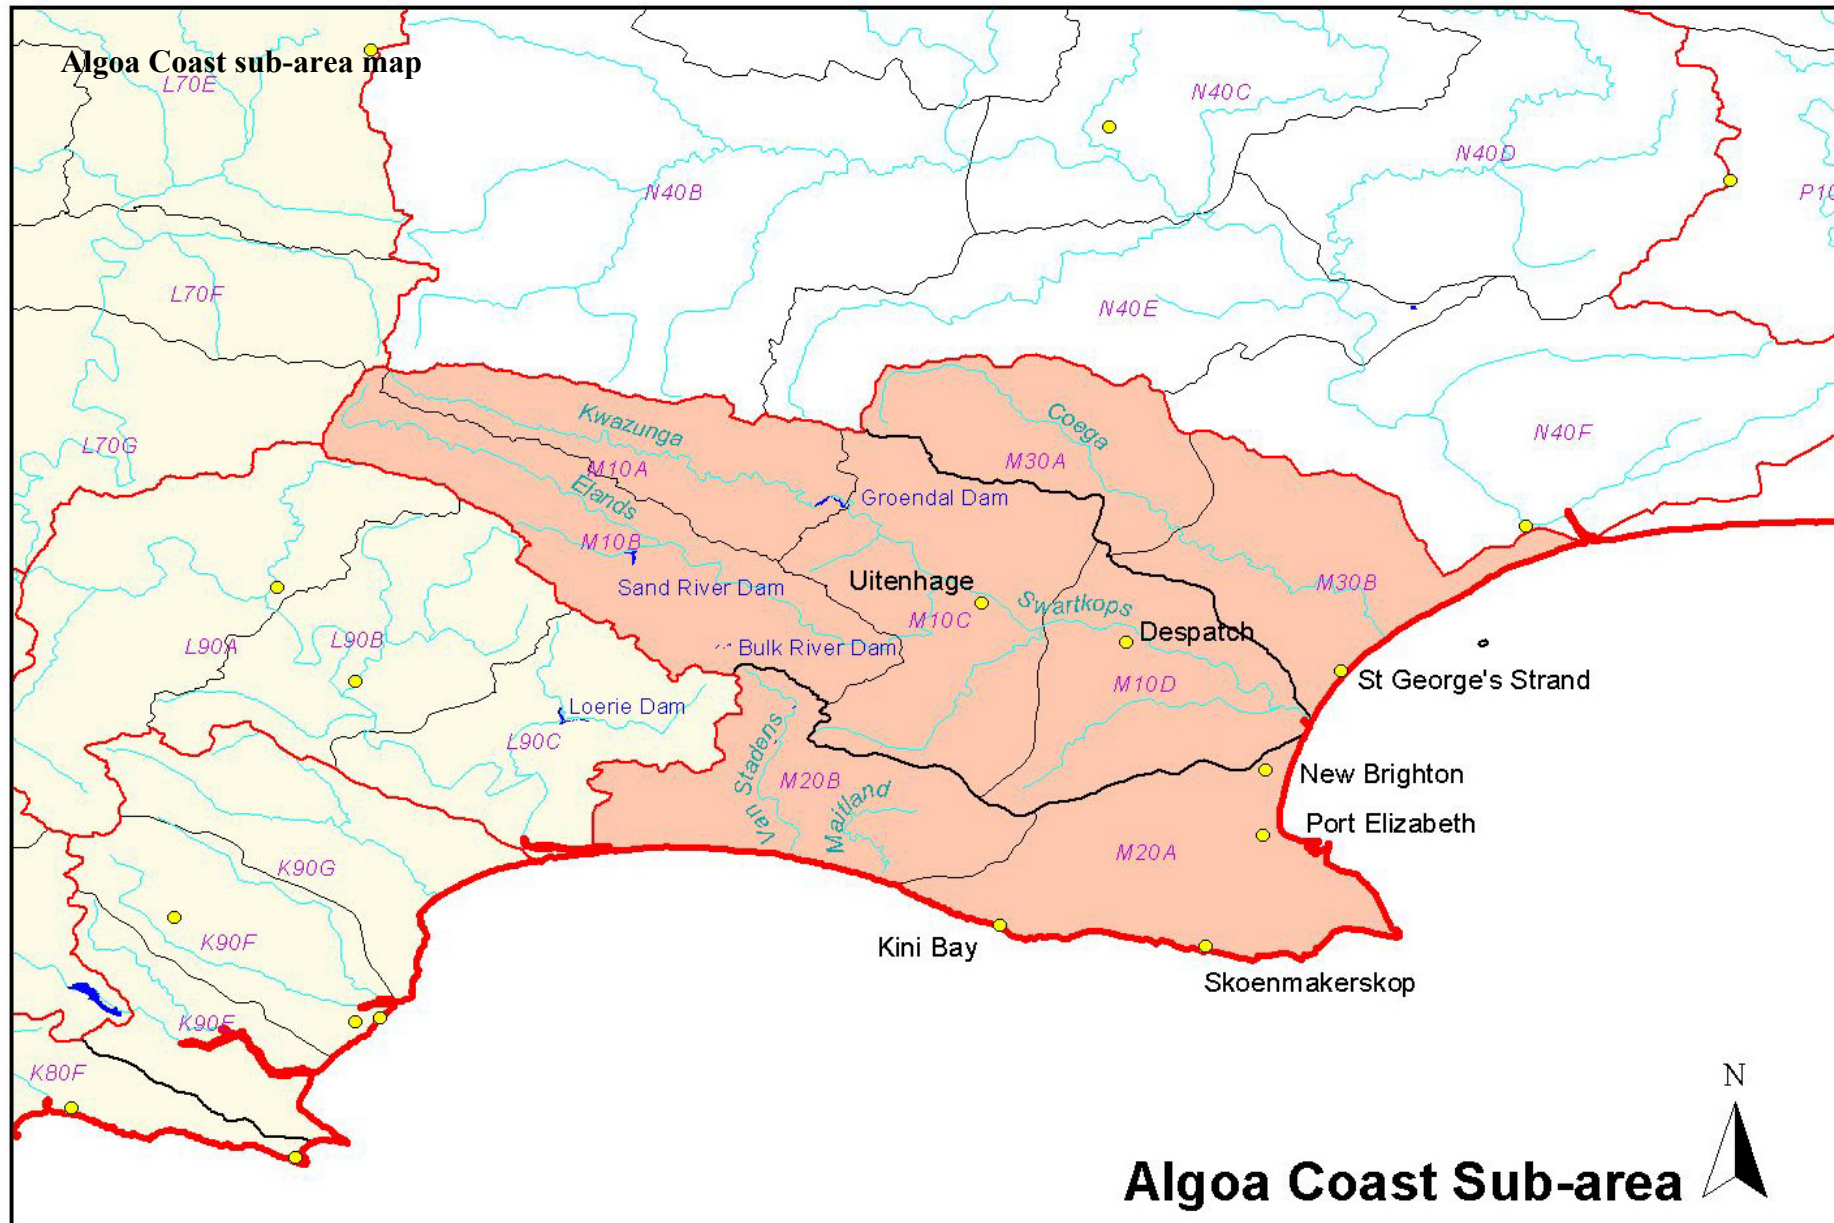 Algoa Coast sub-area map
L70E
N40C
N40D
N40B
P10
L70F
N40E
L70G
Kwazunga
Coega
N40F
M10A
M30A
Elands
Groendal Dam
M10B
Sand River Dam
Uitenhage
M30B
Swartkops
M10C
Despatch
L90A
L90B
Bulk River Dam
M10D
St George's Strand
Loerie Dam
L90C
Van Stadens
M20B
New Brighton
Maitland
Port Elizabeth
M20A
K90G
K90F
Kini Bay
Skoenmakerskop
K90E
K80F
N
Algoa Coast Sub-area